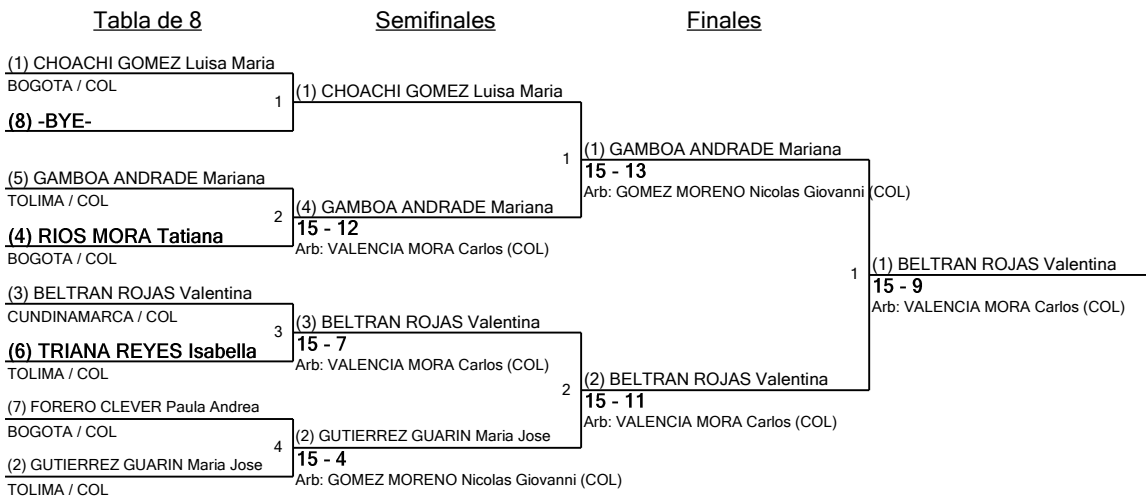 Tabla de 8
Semifinales
Finales
(1) CHOACHI GOMEZ Luisa Maria
BOGOTA / COL
1
(8) -BYE-
(5) GAMBOA ANDRADE Mariana
TOLIMA / COL
2
(4) RIOS MORA Tatiana
BOGOTA / COL
(3) BELTRAN ROJAS Valentina
CUNDINAMARCA / COL
3
(6) TRIANA REYES Isabella
TOLIMA / COL
(7) FORERO CLEVER Paula Andrea
BOGOTA / COL
4
(2) GUTIERREZ GUARIN Maria Jose
TOLIMA / COL
(1) CHOACHI GOMEZ Luisa Maria
1
(4) GAMBOA ANDRADE Mariana
15 - 12
Arb: VALENCIA MORA Carlos (COL)
(3) BELTRAN ROJAS Valentina
15 - 7
Arb: VALENCIA MORA Carlos (COL)
2
(2) GUTIERREZ GUARIN Maria Jose
15 - 4
Arb: GOMEZ MORENO Nicolas Giovanni (COL)
(1) GAMBOA ANDRADE Mariana
15 - 13
Arb: GOMEZ MORENO Nicolas Giovanni (COL)
1
(2) BELTRAN ROJAS Valentina
15 - 11
Arb: VALENCIA MORA Carlos (COL)
(1) BELTRAN ROJAS Valentina
15 - 9
Arb: VALENCIA MORA Carlos (COL)